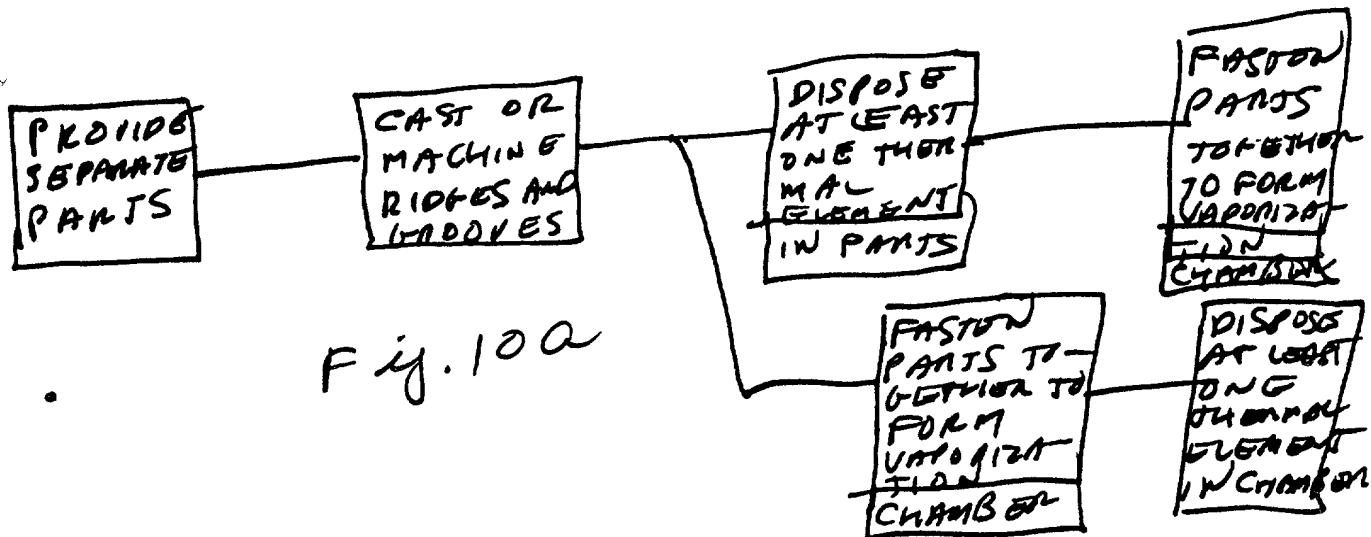 PROVIDE
SEPARATE
PARTS
CAST OR
MACHINE
RIDGES AND
GROOVES
DISPOSE
AT LEAST
ONE THER
MAL
ELEMENT
IN PARTS
FASTEN
PARTS
TOGETHER
TO FORM
VAPORIZA-
TION
CHAMBER
FASTEN
PARTS TO-
GETHER TO
FORM
VAPORIZA-
TION
CHAMBER
DISPOSE
AT LEAST
ONE
THERMAL
ELEMENT
IN CHAMBER
Fig. 10a